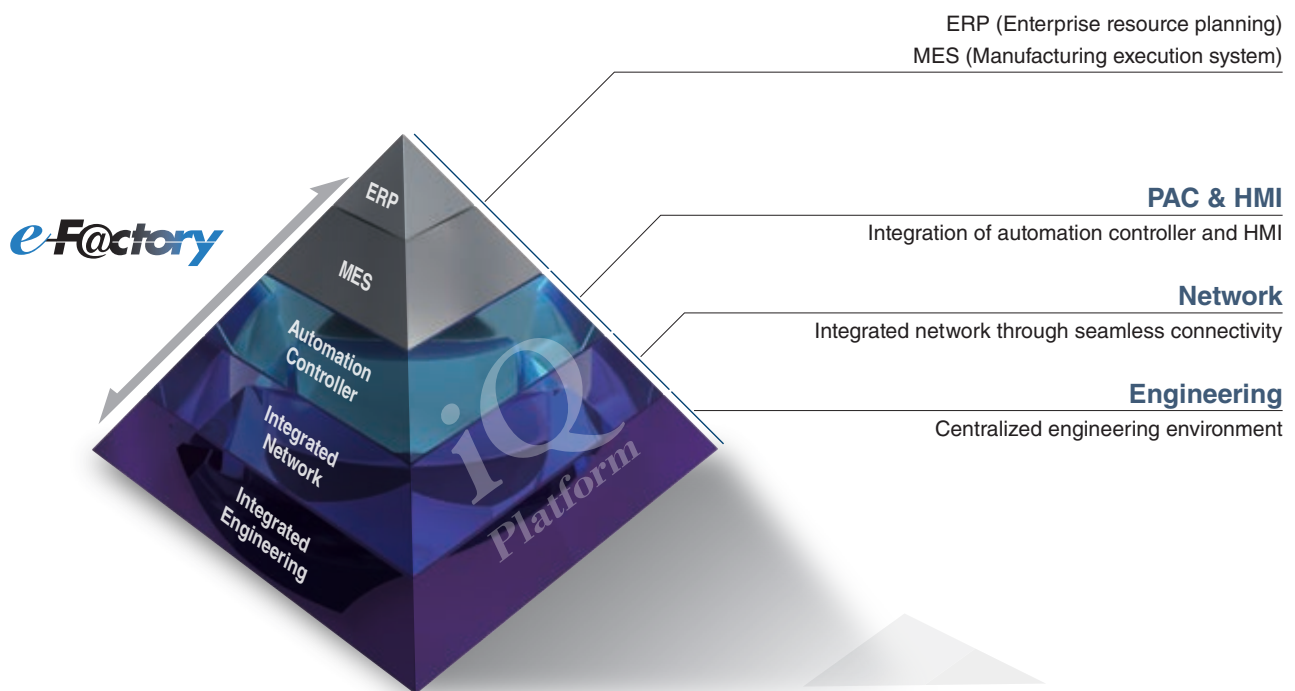 ERP (Enterprise resource planning)
MES (Manufacturing execution system)
PAC & HMI
Integration of automation controller and HMI
Network
Integrated network through seamless connectivity
Engineering
Centralized engineering environment
e-F@ctory
ERP
MES
Automation
Controller
Integrated
Network
Integrated
Engineering
iQ
Platform